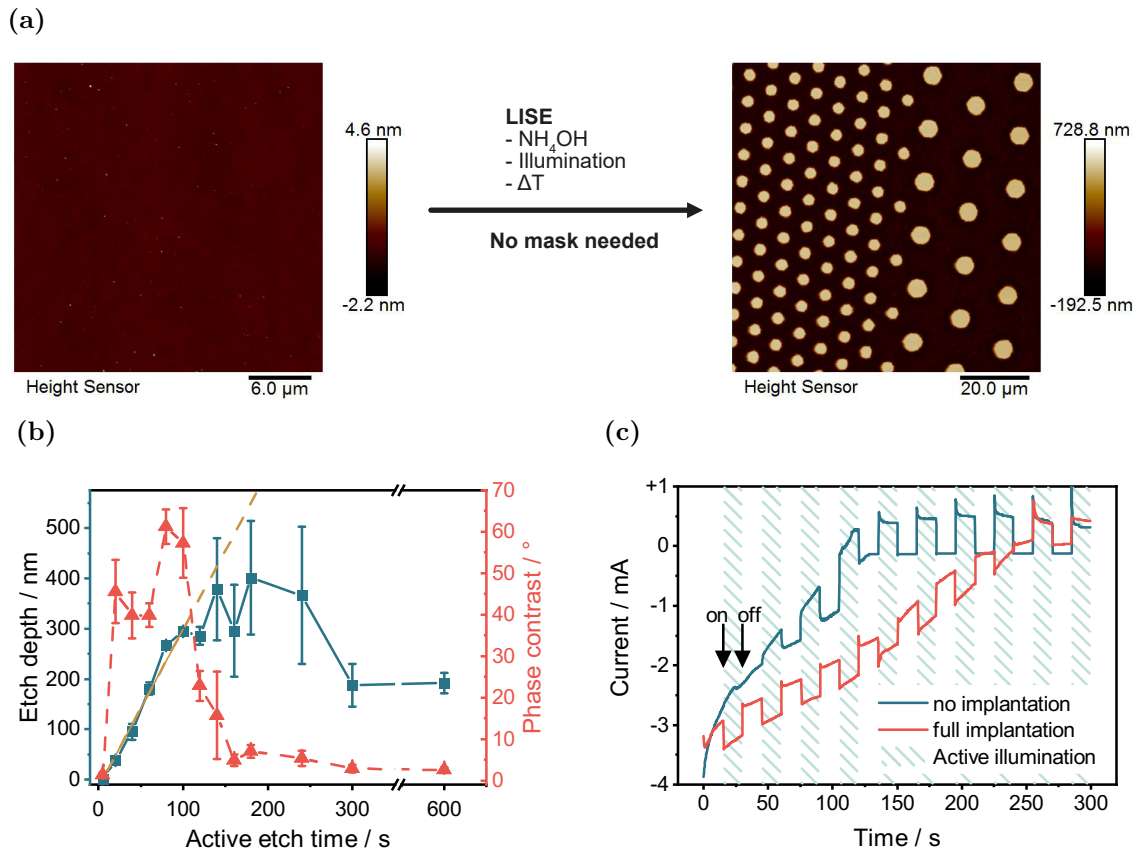 (a)
4.6 nm
-2.2 nm
Height Sensor
6.0 µm
LISE
- NH₄OH
- Illumination
- ΔT
No mask needed
728.8 nm
-192.5 nm
Height Sensor
20.0 µm
(b)
Etch depth / nm
500
400
300
200
100
0
0 100 200 300 600
Active etch time / s
70
60
50
40
30
20
10
0
Phase contrast / °
(c)
Current / mA
+1
0
-1
-2
-3
-4
on off
no implantation
full implantation
Active illumination
0 50 100 150 200 250 300
Time / s